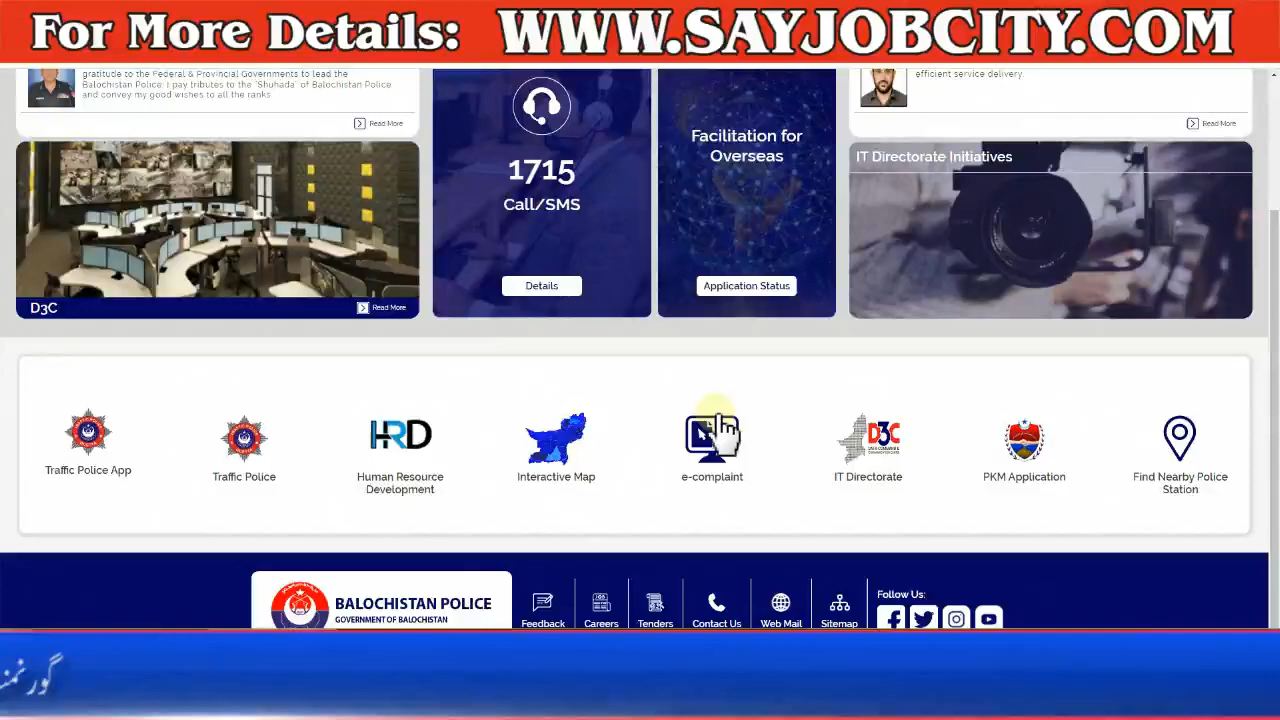 For More Details: WWW.SAYJOBCITY.COM
gratitude to the Federal & Provincial Governments to lead the
Balochistan Police: I pay tributes to the "Shuhada" of Balochistan Police
and convey my good wishes to all the ranks
Read More
D3C
Read More
1715
Call/SMS
Details
Facilitation for
Overseas
Application Status
efficient service delivery
Read More
IT Directorate Initiatives
Traffic Police App
Traffic Police
HRD
Human Resource
Development
Interactive Map
e-complaint
D3C
IT Directorate
PKM Application
Find Nearby Police
Station
BALOCHISTAN POLICE
GOVERNMENT OF BALOCHISTAN
Feedback
Careers
Tenders
Contact Us
Web Mail
Sitemap
Follow Us: